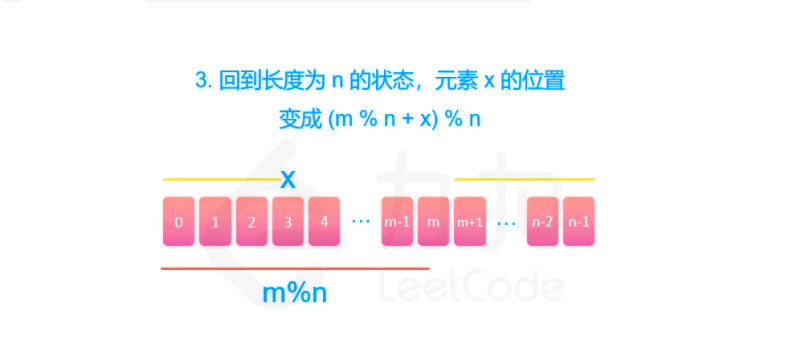 3. 回到长度为 n 的状态，元素 x 的位置
变成 (m % n + x) % n
x
力扣
0 1 2 3 4 ··· m-1 m m+1 ··· n-2 n-1
m%n
LeetCode